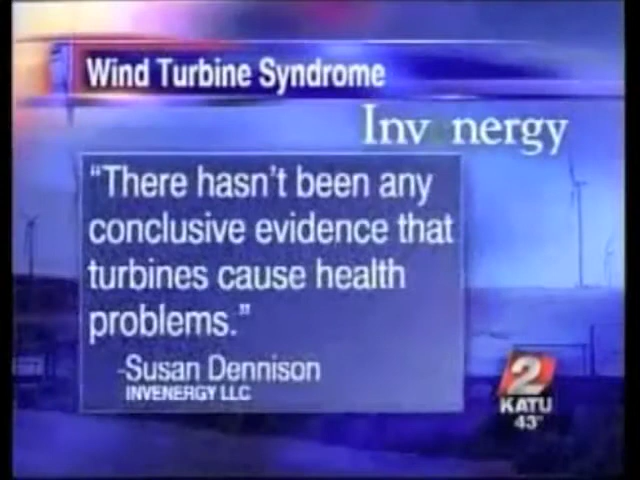 Wind Turbine Syndrome
Inv nergy
“There hasn't been any
conclusive evidence that
turbines cause health
problems.”
-Susan Dennison
INVENERGY LLC
2
KATU
43°